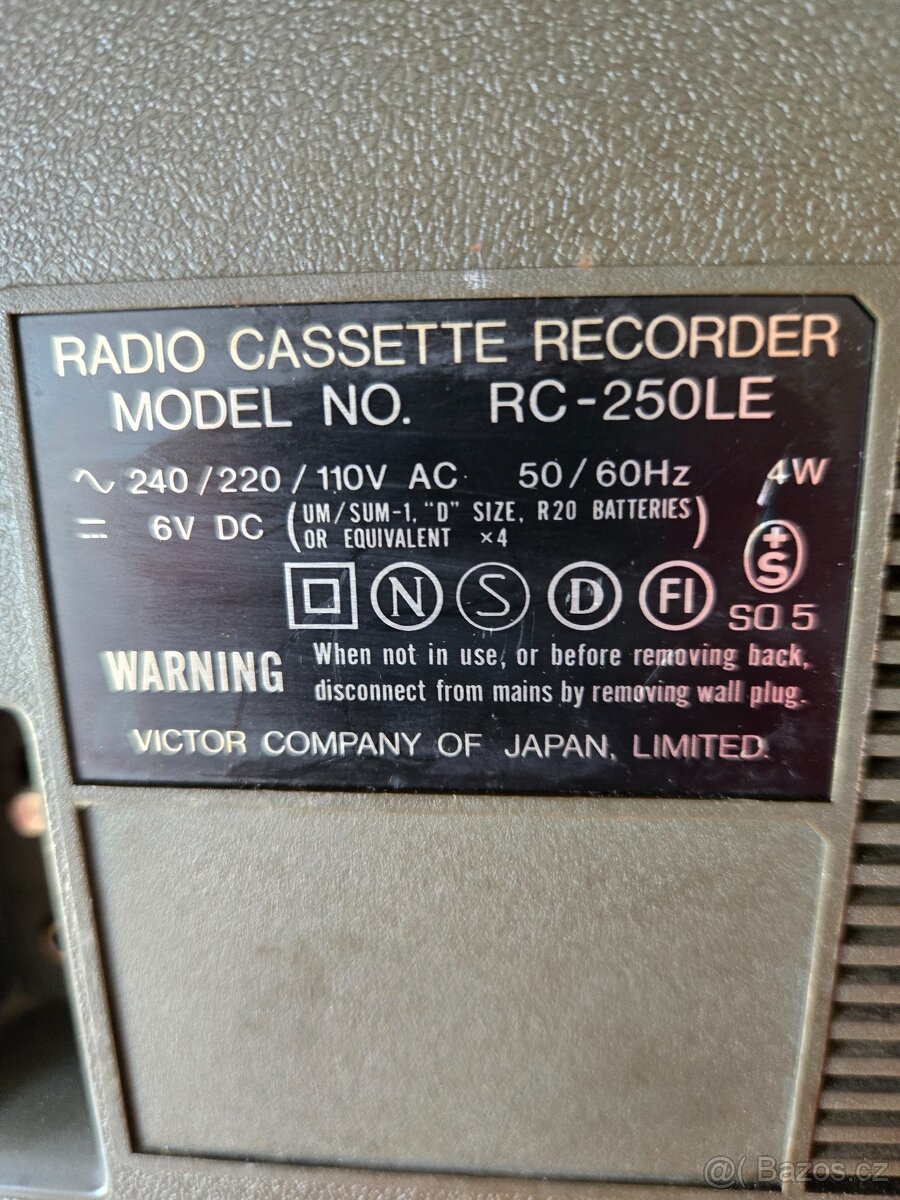 RADIO CASSETTE RECORDER
MODEL NO. RC-250LE
∿ 240/220/110V AC 50/60Hz 4W
⎓ 6V DC (UM/SUM-1, "D" SIZE, R20 BATTERIES
OR EQUIVALENT ×4)
N S D FI +S
SO 5
WARNING When not in use, or before removing back,
disconnect from mains by removing wall plug.
VICTOR COMPANY OF JAPAN, LIMITED.
@( Bazos.cz